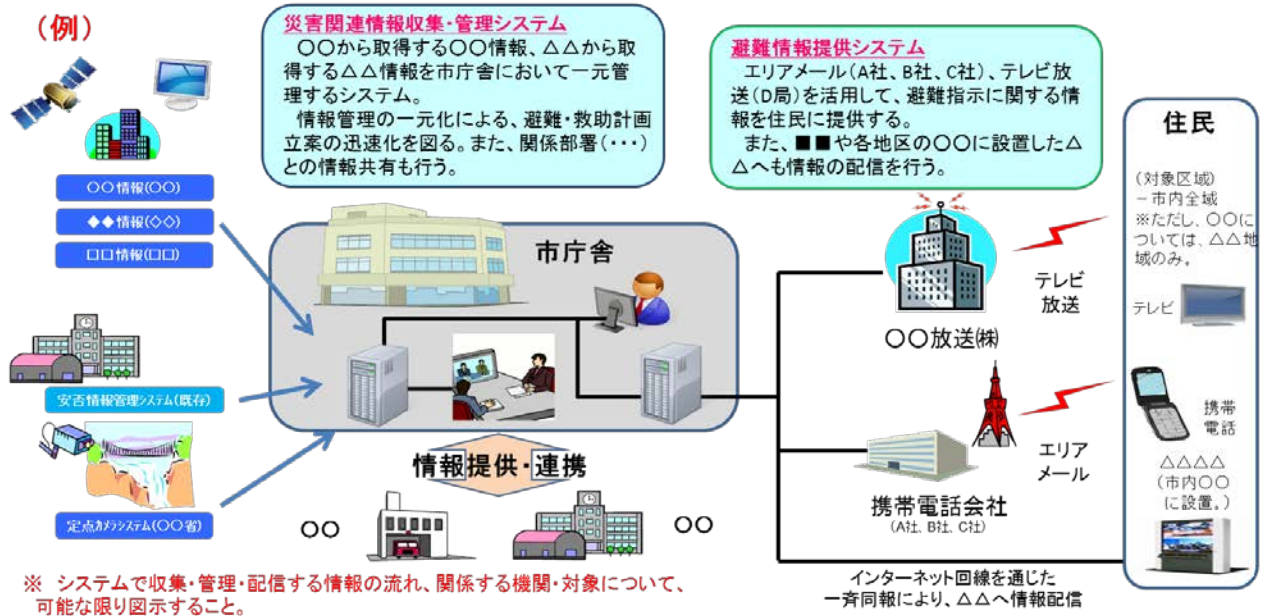 (例)
災害関連情報収集・管理システム
〇〇から取得する〇〇情報、△△から取
得する△△情報を市庁舎において一元管
理するシステム。
情報管理の一元化による、避難・救助計画
立案の迅速化を図る。また、関係部署(・・・)
との情報共有も行う。
避難情報提供システム
エリアメール(A社、B社、C社)、テレビ放
送(D局)を活用して、避難指示に関する情
報を住民に提供する。
また、■■や各地区の〇〇に設置した△
△へも情報の配信を行う。
〇〇情報(〇〇)
◆◆情報(◇◇)
□□情報(□□)
安否情報管理システム(既存)
定点カメラシステム(〇〇省)
市庁舎
情報提供・連携
〇〇
〇〇
〇〇放送㈱
テレビ
放送
携帯電話会社
(A社、B社、C社)
エリア
メール
インターネット回線を通じた
一斉同報により、△△へ情報配信
住民
(対象区域)
-市内全域
※ただし、〇〇に
ついては、△△地
域のみ。
テレビ
携帯
電話
△△△△
(市内〇〇
に設置。)
※ システムで収集・管理・配信する情報の流れ、関係する機関・対象について、
可能な限り図示すること。